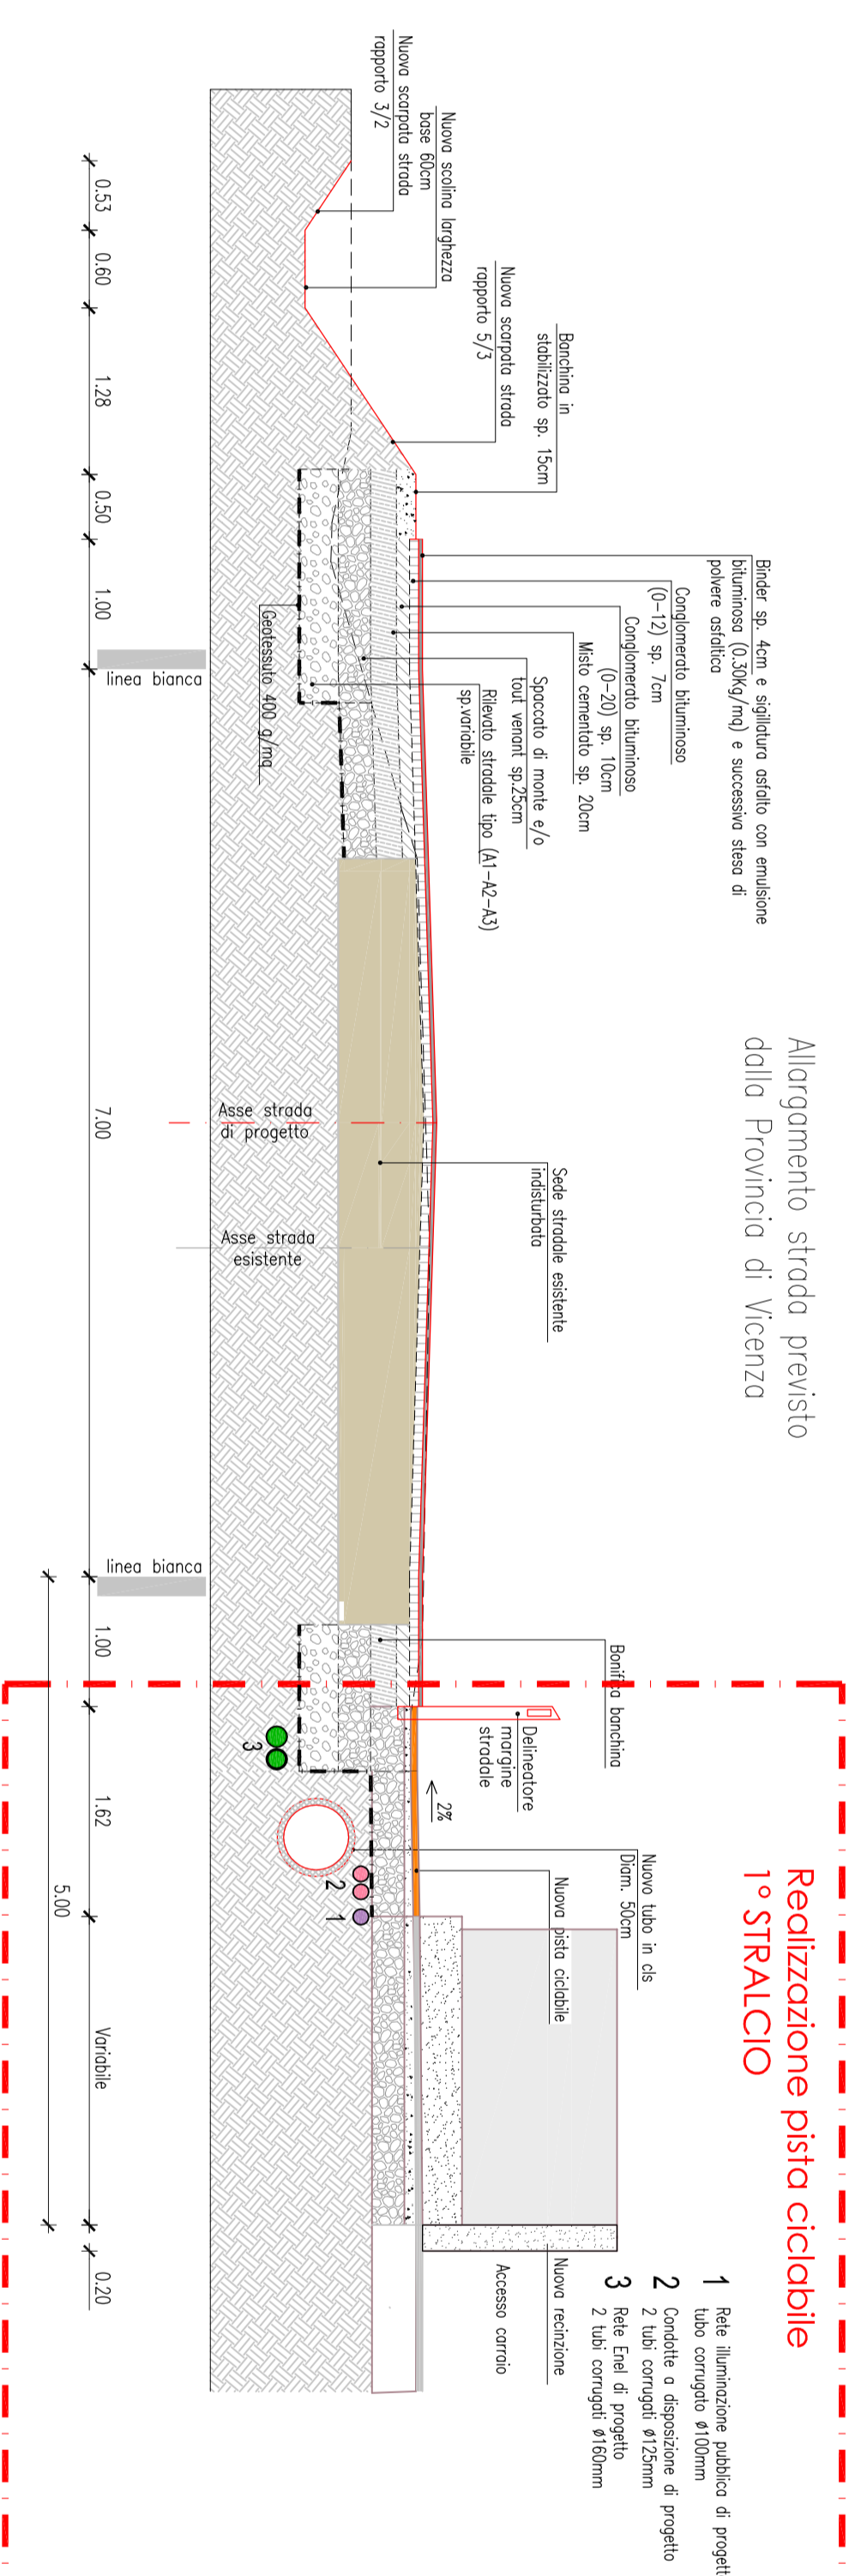 Allargamento strada previsto
dalla Provincia di Vicenza
Realizzazione pista ciclabile
1° STRALCIO
Nuova scarpata strada
rapporto 3/2
Nuova scolina larghezza
base 60cm
Nuova scarpata strada
rapporto 5/3
Banchina in
stabilizzato sp. 15cm
Binder sp. 4cm e sigillatura asfalto con emulsione
bituminosa (0.30Kg/mq) e successiva stesa di
polvere asfaltica
Conglomerato bituminoso
(0-12) sp. 7cm
Conglomerato bituminoso
(0-20) sp. 10cm
Misto cementato sp. 20cm
Spaccato di monte e/o
tout venant sp.25cm
Rilevato stradale tipo (A1-A2-A3)
sp.variabile
Geotessuto 400 g/mq
Sede stradale esistente
indisturbata
Asse strada
di progetto
Asse strada
esistente
linea bianca
linea bianca
Bonifica banchina
Delineatore
margine
stradale
2%
Nuovo tubo in cls
Diam. 50cm
Nuova pista ciclabile
Nuova recinzione
Accesso carraio
1 Rete illuminazione pubblica di progett
tubo corrugato Ø100mm
2 Condotte a disposizione di progetto
2 tubi corrugati Ø125mm
3 Rete Enel di progetto
2 tubi corrugati Ø160mm
3
2
1
0.53
0.60
1.28
0.50
1.00
7.00
1.00
1.62
Variabile
0.20
5.00